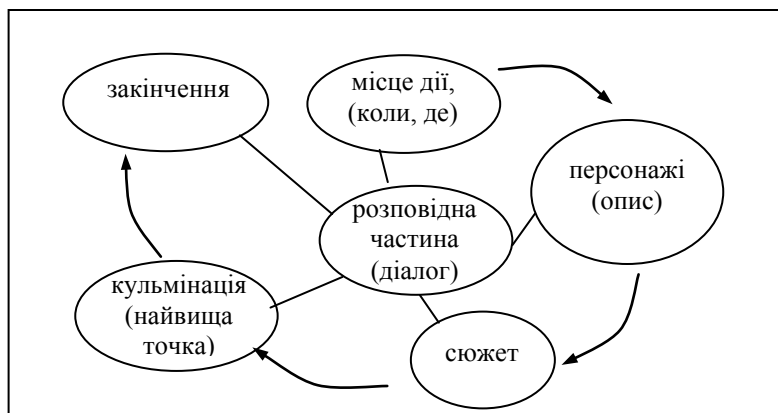 закінчення
місце дії,
(коли, де)
персонажі
(опис)
розповідна
частина
(діалог)
кульмінація
(найвища
точка)
сюжет